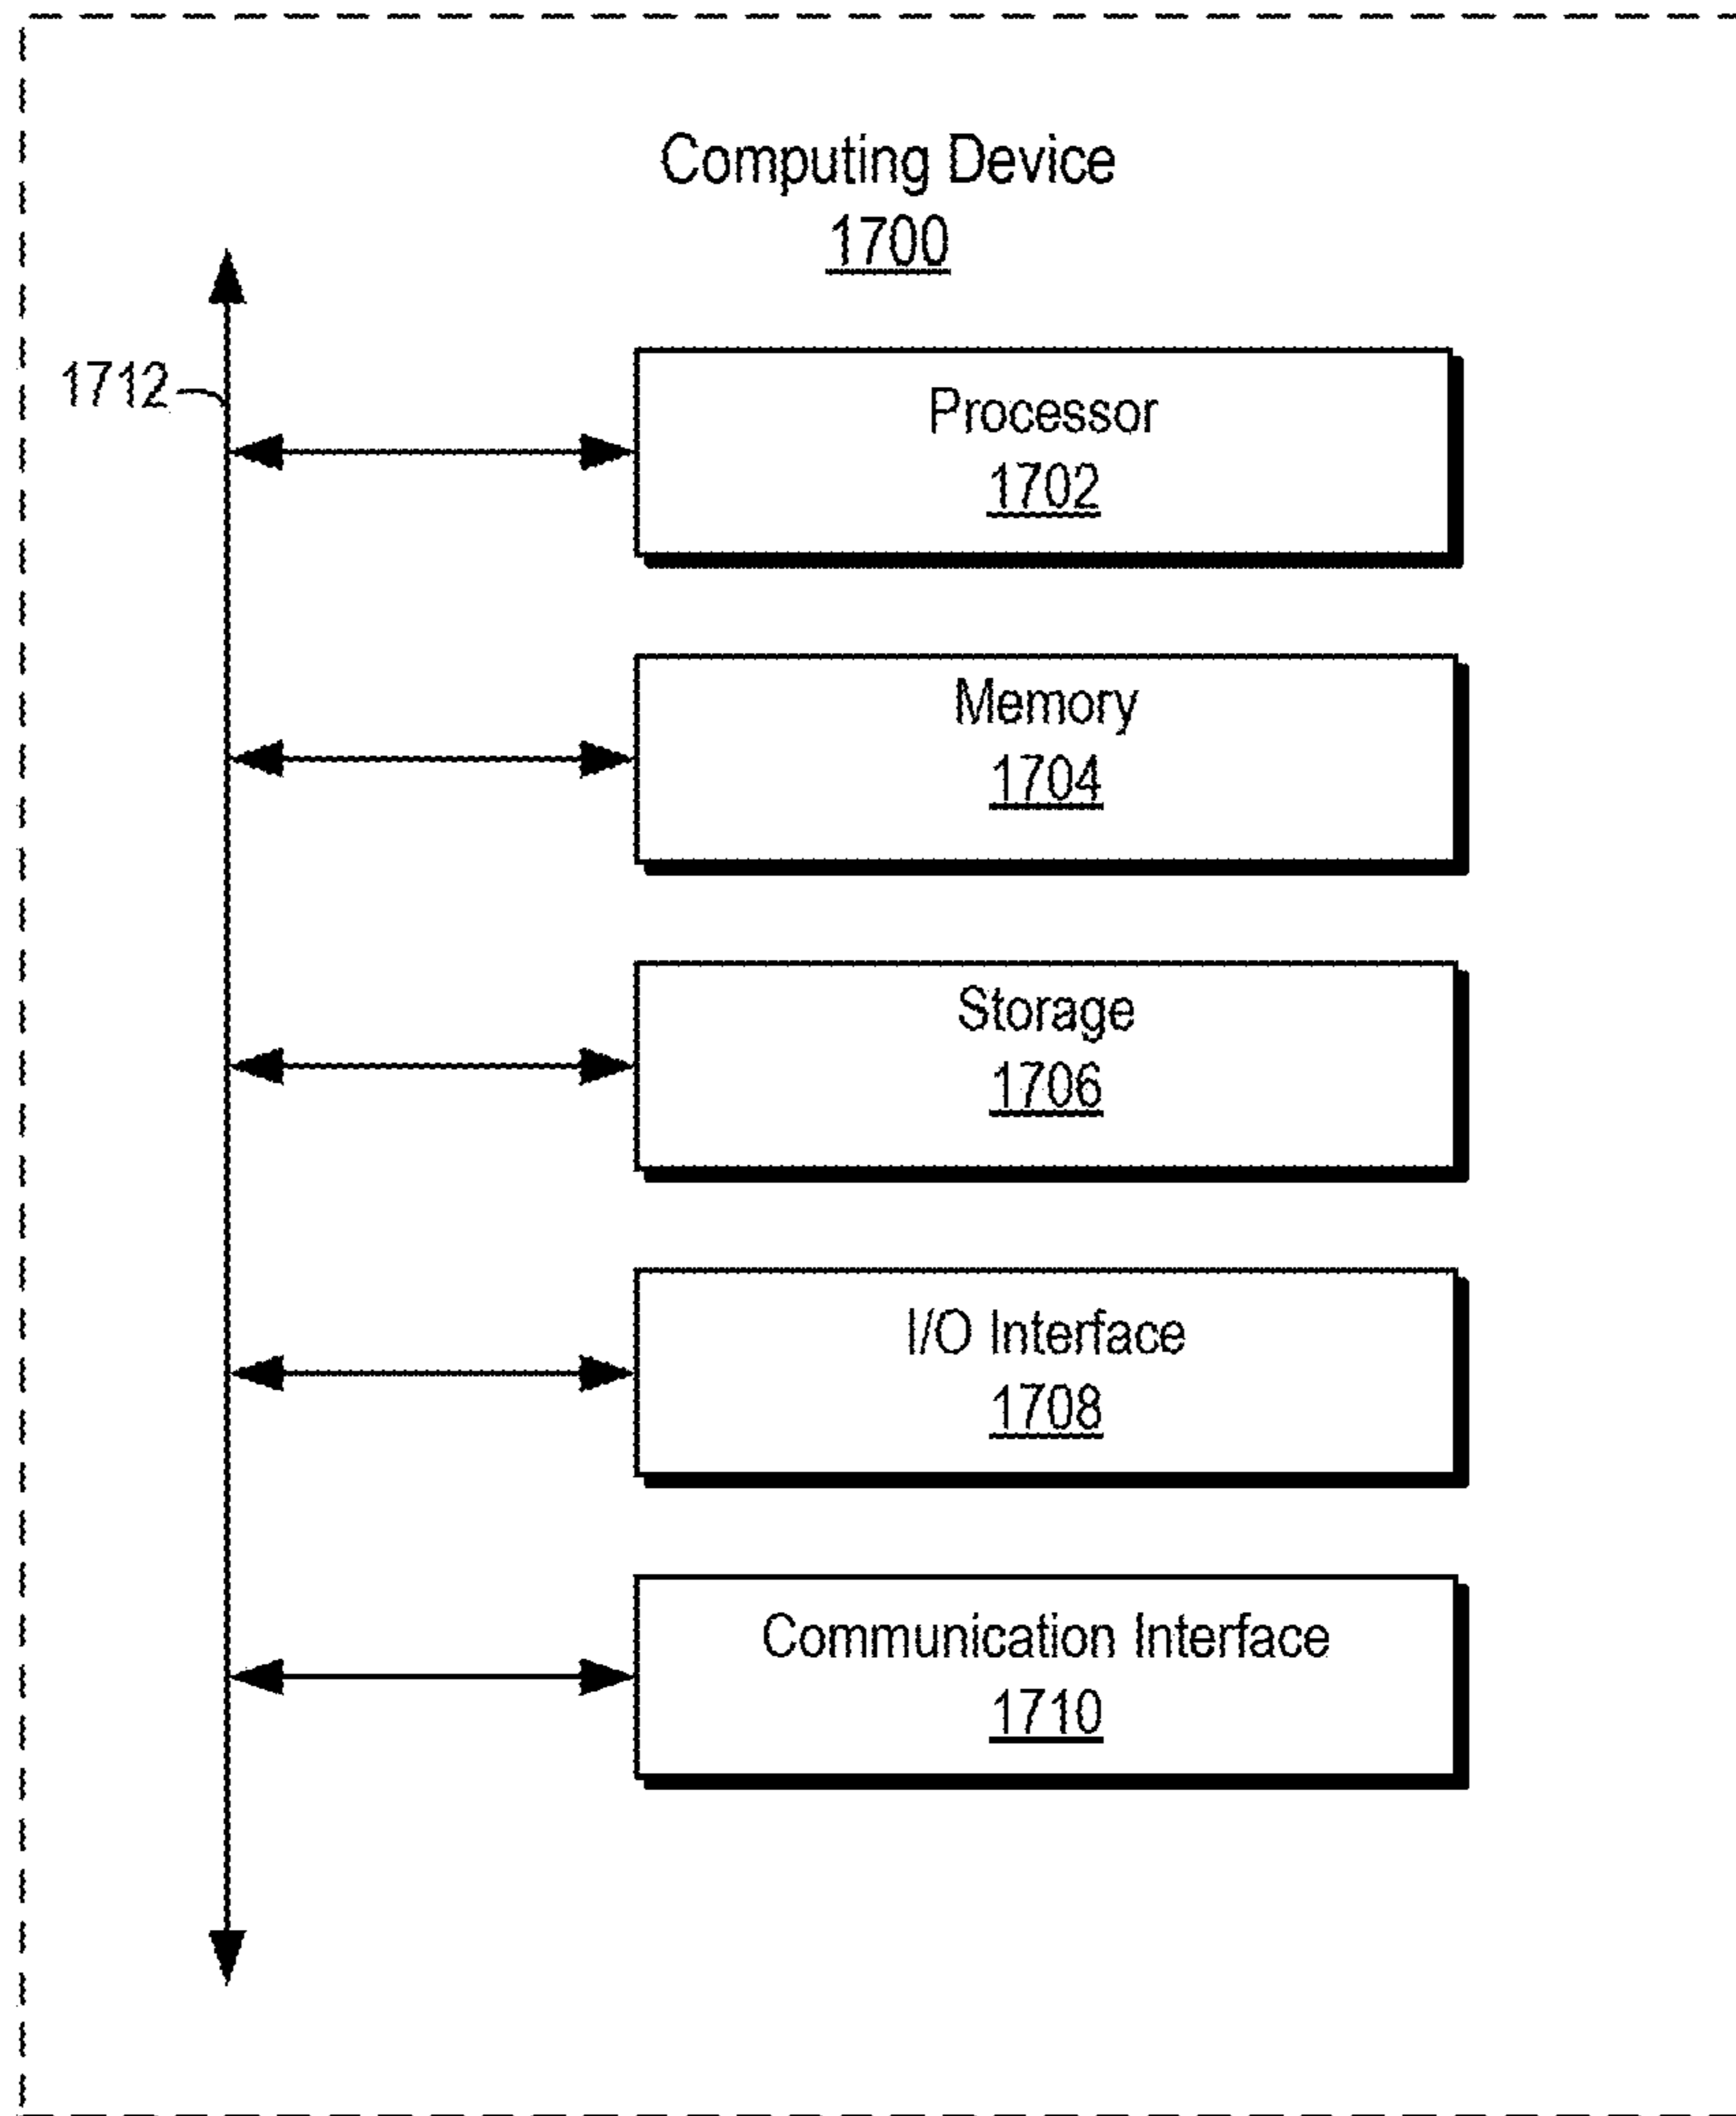 Computing Device
1700
1712
Processor
1702
Memory
1704
Storage
1706
I/O Interface
1708
Communication Interface
1710